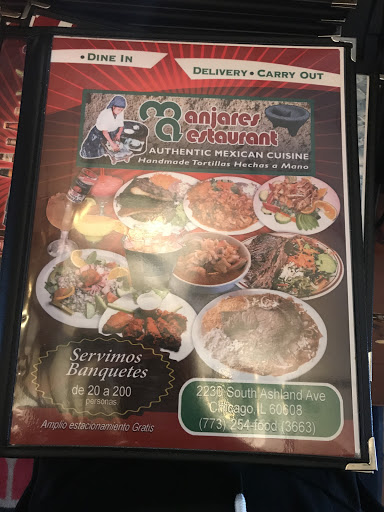 • DINE IN
DELIVERY • CARRY OUT
Manjares
Restaurant
AUTHENTIC MEXICAN CUISINE
Handmade Tortillas Hechas a Mano
Servimos
Banquetes
de 20 a 200
personas
Amplio estacionamiento Gratis
2236 South Ashland Ave
Chicago, IL 60608
(773) 254-food (3663)